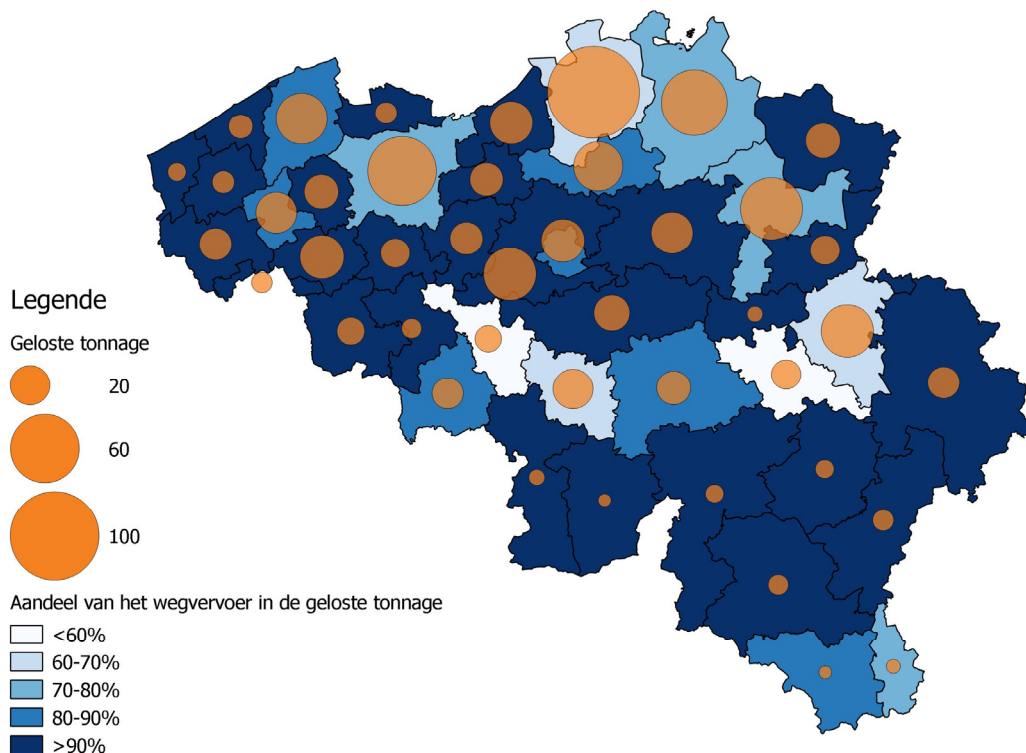 Legende
Geloste tonnage
20
60
100
Aandeel van het wegvervoer in de geloste tonnage
<60%
60-70%
70-80%
80-90%
>90%